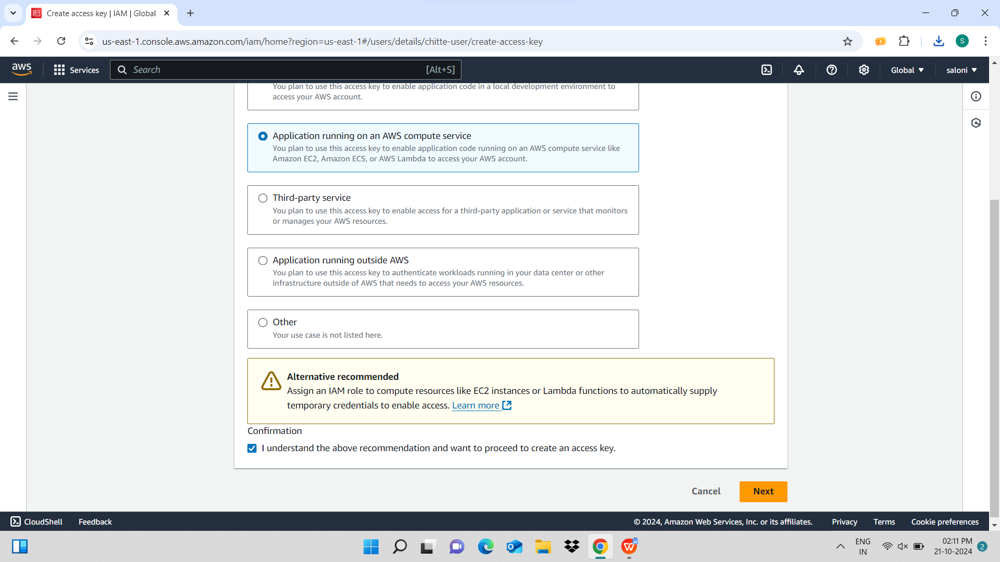 Create access key | IAM | Global
us-east-1.console.aws.amazon.com/iam/home?region=us-east-1#/users/details/chitte-user/create-access-key
S
aws
Services
Search
[Alt+S]
Global
saloni
You plan to use this access key to enable application code in a local development environment to
access your AWS account.
Application running on an AWS compute service
You plan to use this access key to enable application code running on an AWS compute service like
Amazon EC2, Amazon ECS, or AWS Lambda to access your AWS account.
Third-party service
You plan to use this access key to enable access for a third-party application or service that monitors
or manages your AWS resources.
Application running outside AWS
You plan to use this access key to authenticate workloads running in your data center or other
infrastructure outside of AWS that needs to access your AWS resources.
Other
Your use case is not listed here.
Alternative recommended
Assign an IAM role to compute resources like EC2 instances or Lambda functions to automatically supply
temporary credentials to enable access. Learn more
Confirmation
I understand the above recommendation and want to proceed to create an access key.
Cancel
Next
CloudShell
Feedback
© 2024, Amazon Web Services, Inc. or its affiliates.
Privacy
Terms
Cookie preferences
ENG
IN
02:11 PM
21-10-2024
2